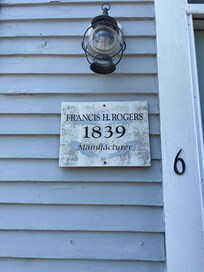 FRANCIS H. ROGERS
1839
Manufacturer
6